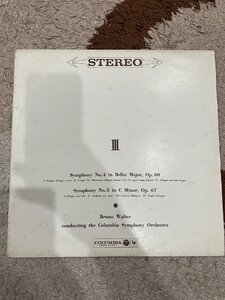 STEREO
III
Symphony No.4 in B-flat Major, Op. 60
Symphony No.5 in C Minor, Op. 67
Bruno Walter
conducting the Columbia Symphony Orchestra
COLUMBIA